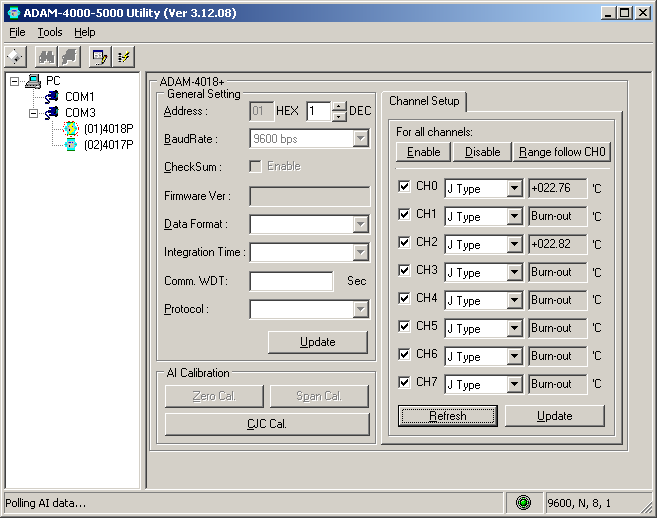 ADAM-4000-5000 Utility (Ver 3.12.08)
File Tools Help
PC
COM1
COM3
(01)4018P
(02)4017P
ADAM-4018+
General Setting
Address : 01 HEX 1 DEC
BaudRate : 9600 bps
CheckSum : Enable
Firmware Ver :
Data Format :
Integration Time :
Comm. WDT: Sec
Protocol :
Update
AI Calibration
Zero Cal. Span Cal.
CJC Cal.
Channel Setup
For all channels:
Enable Disable Range follow CH0
CH0 J Type +022.76 'C
CH1 J Type Burn-out 'C
CH2 J Type +022.82 'C
CH3 J Type Burn-out 'C
CH4 J Type Burn-out 'C
CH5 J Type Burn-out 'C
CH6 J Type Burn-out 'C
CH7 J Type Burn-out 'C
Refresh Update
Polling AI data... 9600, N, 8, 1